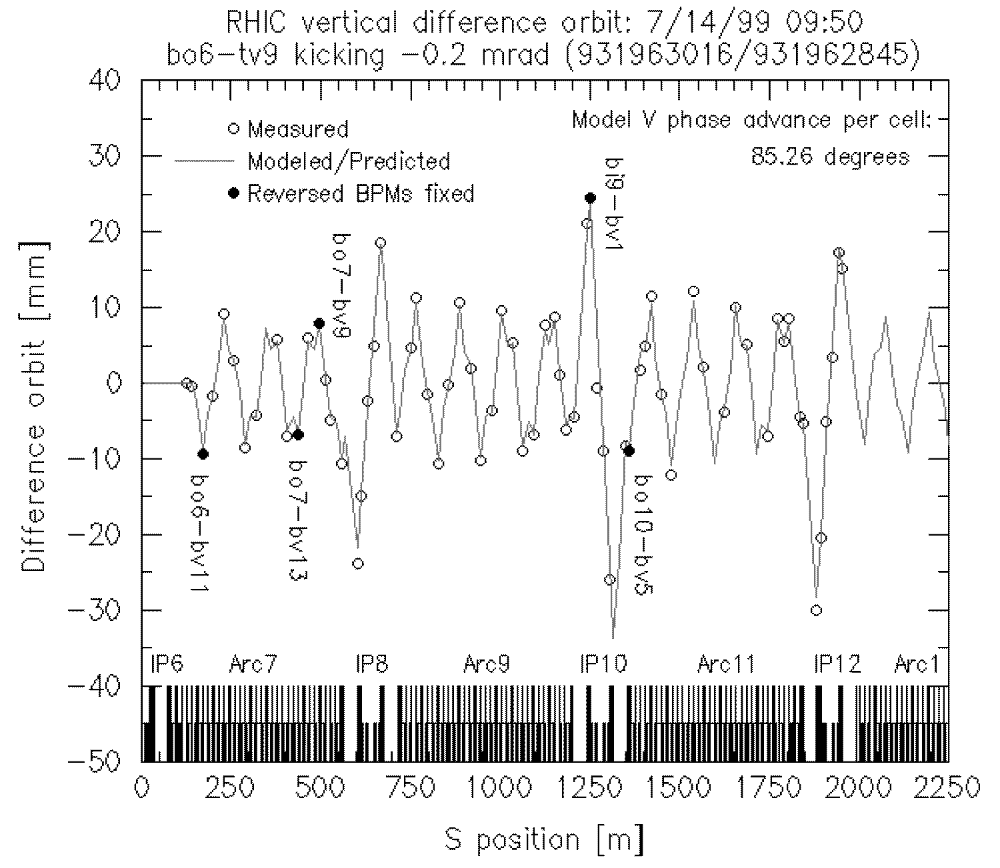 RHIC vertical difference orbit: 7/14/99 09:50
bo6-tv9 kicking -0.2 mrad (931963016/931962845)
40
30
20
10
0
-10
-20
-30
-40
-50
Difference orbit [mm]
Measured
Modeled/Predicted
Reversed BPMs fixed
Model V phase advance per cell:
85.26 degrees
bo6-bv11
bo7-bv13
bo7-bv9
bi9-bv1
bo10-bv5
IP6 Arc7 IP8 Arc9 IP10 Arc11 IP12 Arc1
0 250 500 750 1000 1250 1500 1750 2000 2250
S position [m]